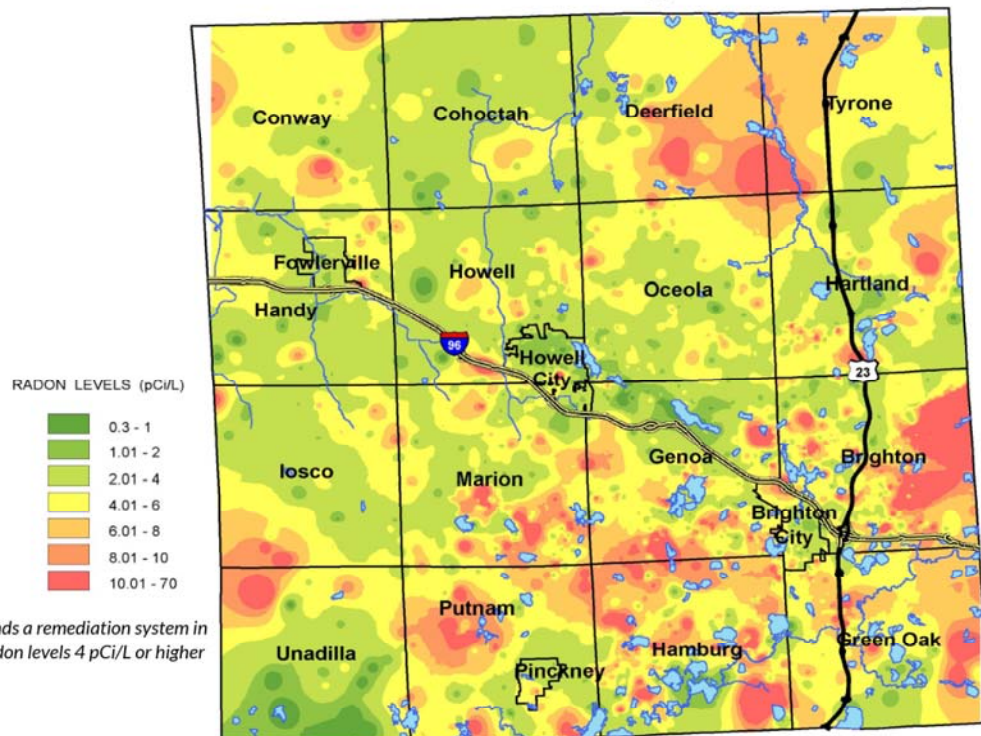 Conway
Cohoctah
Deerfield
Tyrone
Fowlerville
Howell
Oceola
Hartland
Handy
96
Howell
City
23
RADON LEVELS (pCi/L)
0.3 - 1
1.01 - 2
2.01 - 4
4.01 - 6
6.01 - 8
8.01 - 10
10.01 - 70
Iosco
Marion
Genoa
Brighton
Brighton
City
nds a remediation system in
don levels 4 pCi/L or higher
Putnam
Unadilla
Pinckney
Hamburg
Green Oak